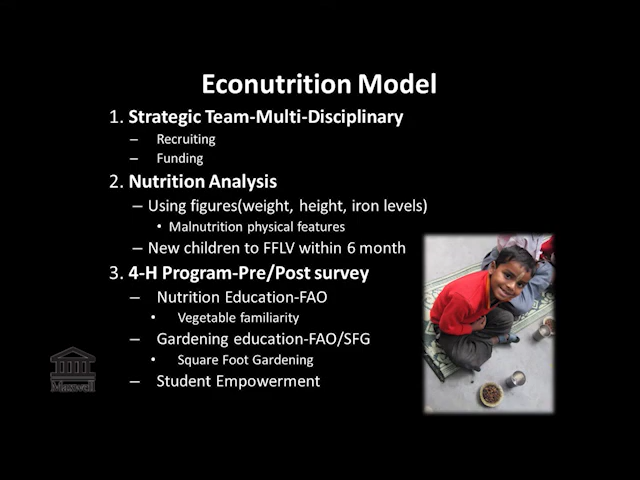 Econutrition Model
1. Strategic Team-Multi-Disciplinary
– Recruiting
– Funding
2. Nutrition Analysis
– Using figures(weight, height, iron levels)
• Malnutrition physical features
– New children to FFLV within 6 month
3. 4-H Program-Pre/Post survey
– Nutrition Education-FAO
• Vegetable familiarity
– Gardening education-FAO/SFG
• Square Foot Gardening
– Student Empowerment
Maxwell